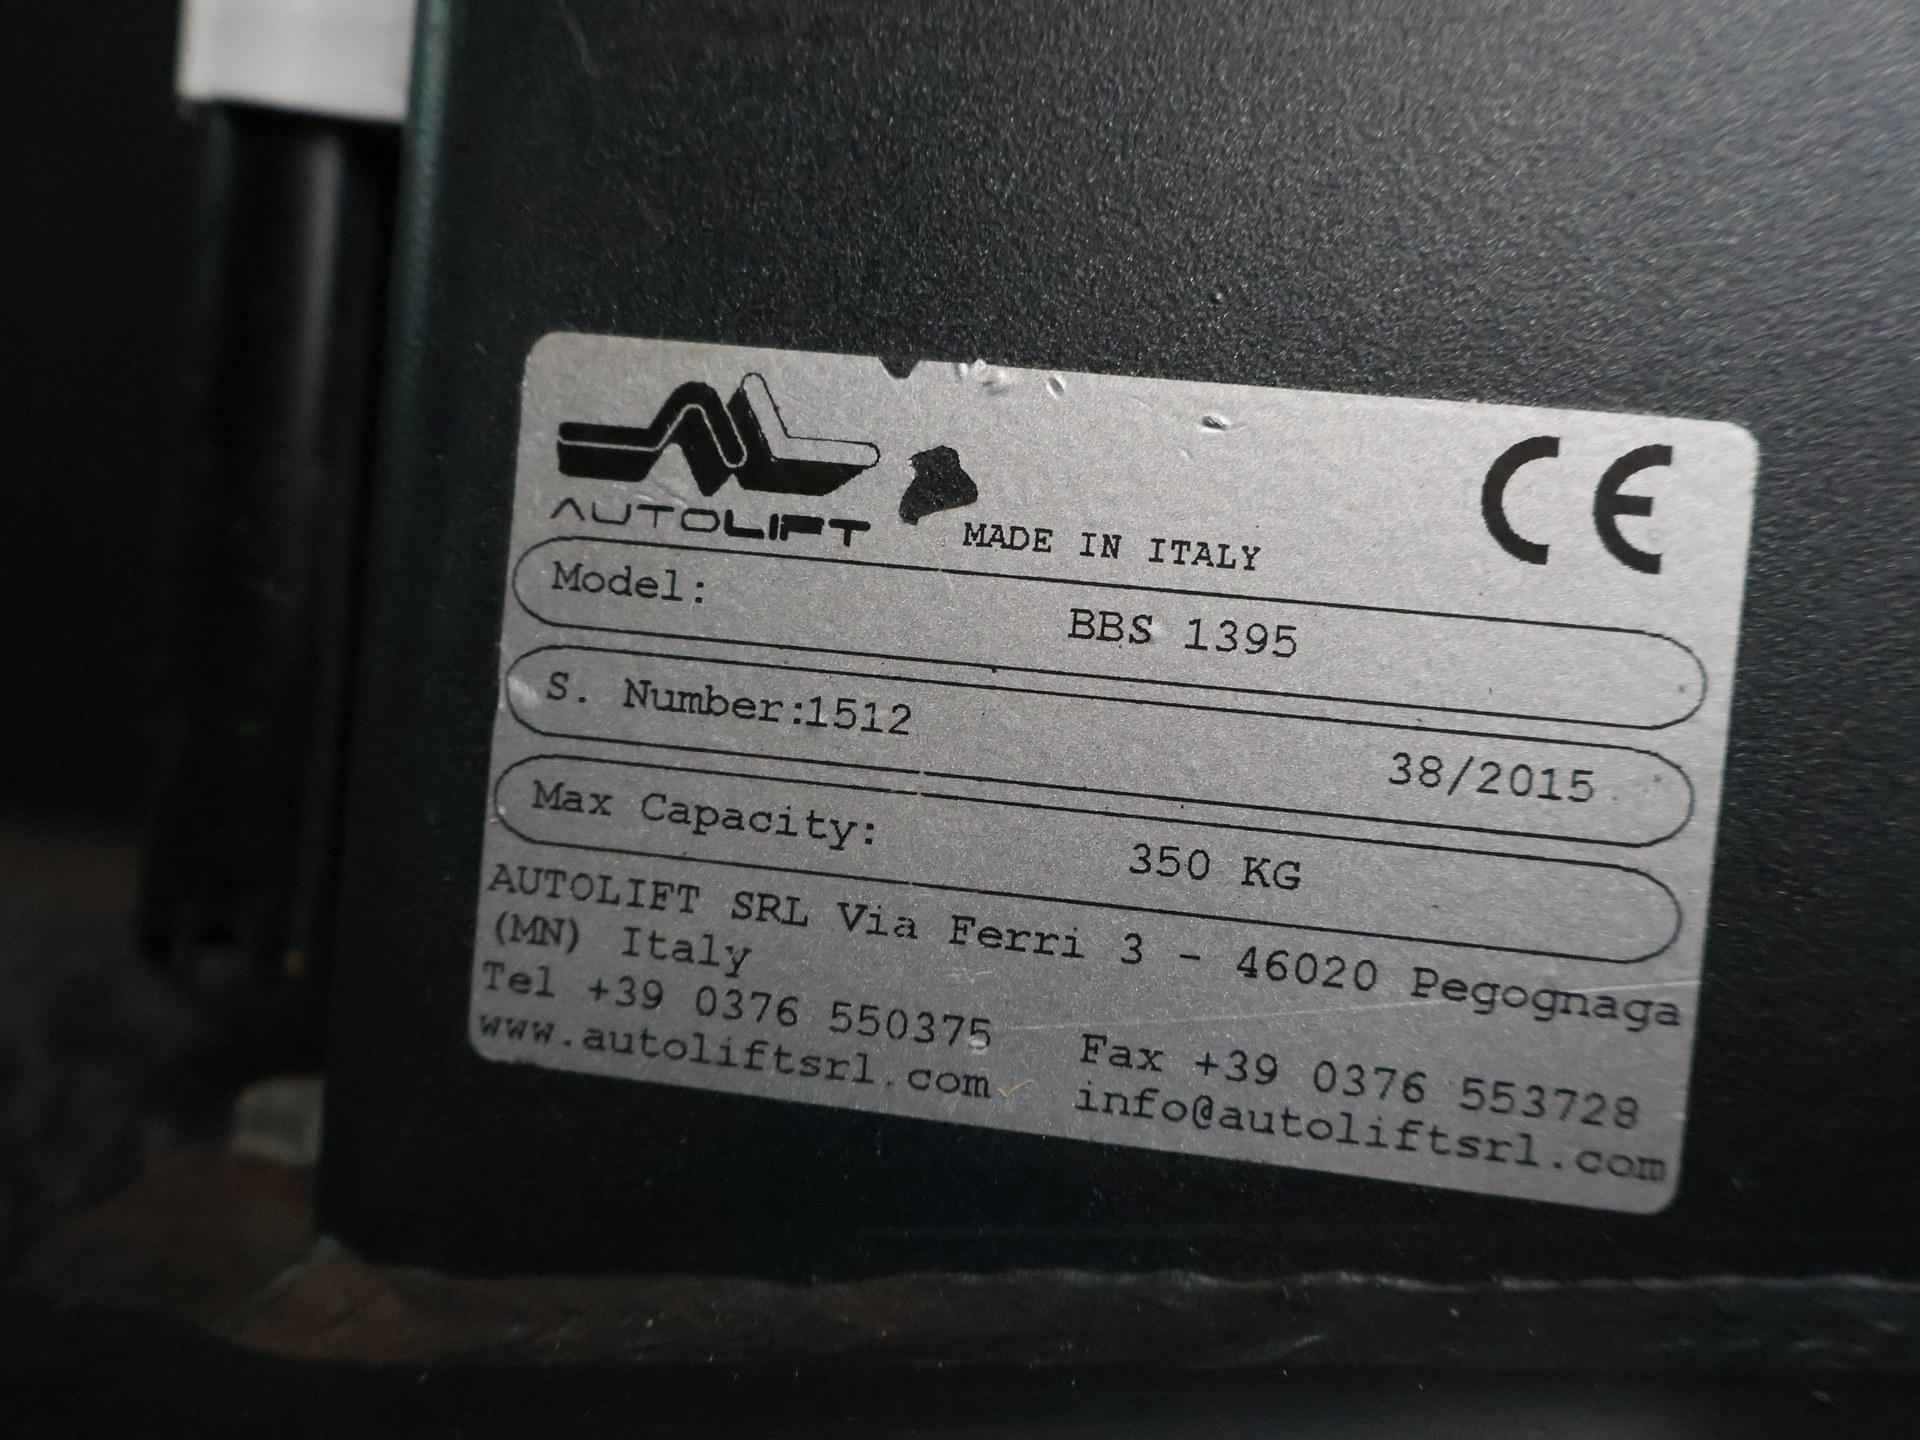 AUTOLIFT
MADE IN ITALY
CE
Model: BBS 1395
S. Number:1512 38/2015
Max Capacity: 350 KG
AUTOLIFT SRL Via Ferri 3 - 46020 Pegognaga
(MN) Italy
Tel +39 0376 550375 Fax +39 0376 553728
www.autoliftsrl.com info@autoliftsrl.com